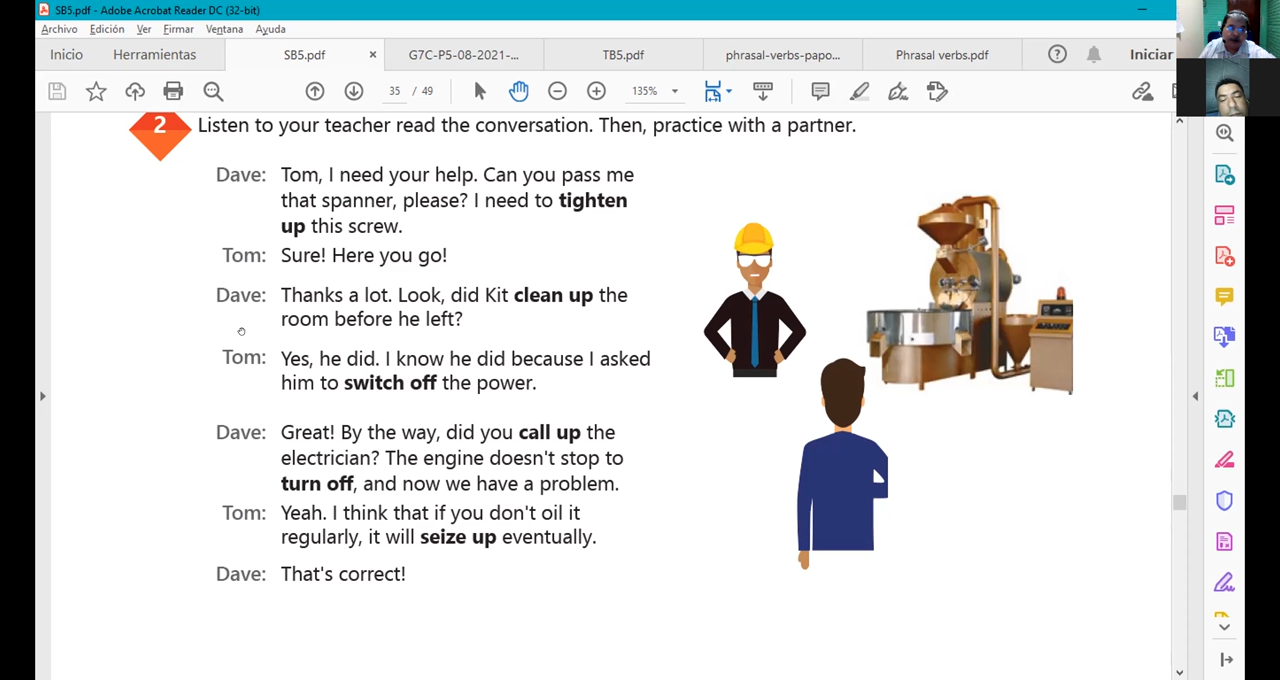 SB5.pdf - Adobe Acrobat Reader DC (32-bit)
Archivo Edición Ver Firmar Ventana Ayuda
Inicio Herramientas SB5.pdf × G7C-P5-08-2021-... TB5.pdf phrasal-verbs-papo... Phrasal verbs.pdf Iniciar
35 / 49 135%
2 Listen to your teacher read the conversation. Then, practice with a partner.
Dave: Tom, I need your help. Can you pass me
that spanner, please? I need to tighten
up this screw.
Tom: Sure! Here you go!
Dave: Thanks a lot. Look, did Kit clean up the
room before he left?
Tom: Yes, he did. I know he did because I asked
him to switch off the power.
Dave: Great! By the way, did you call up the
electrician? The engine doesn't stop to
turn off, and now we have a problem.
Tom: Yeah. I think that if you don't oil it
regularly, it will seize up eventually.
Dave: That's correct!